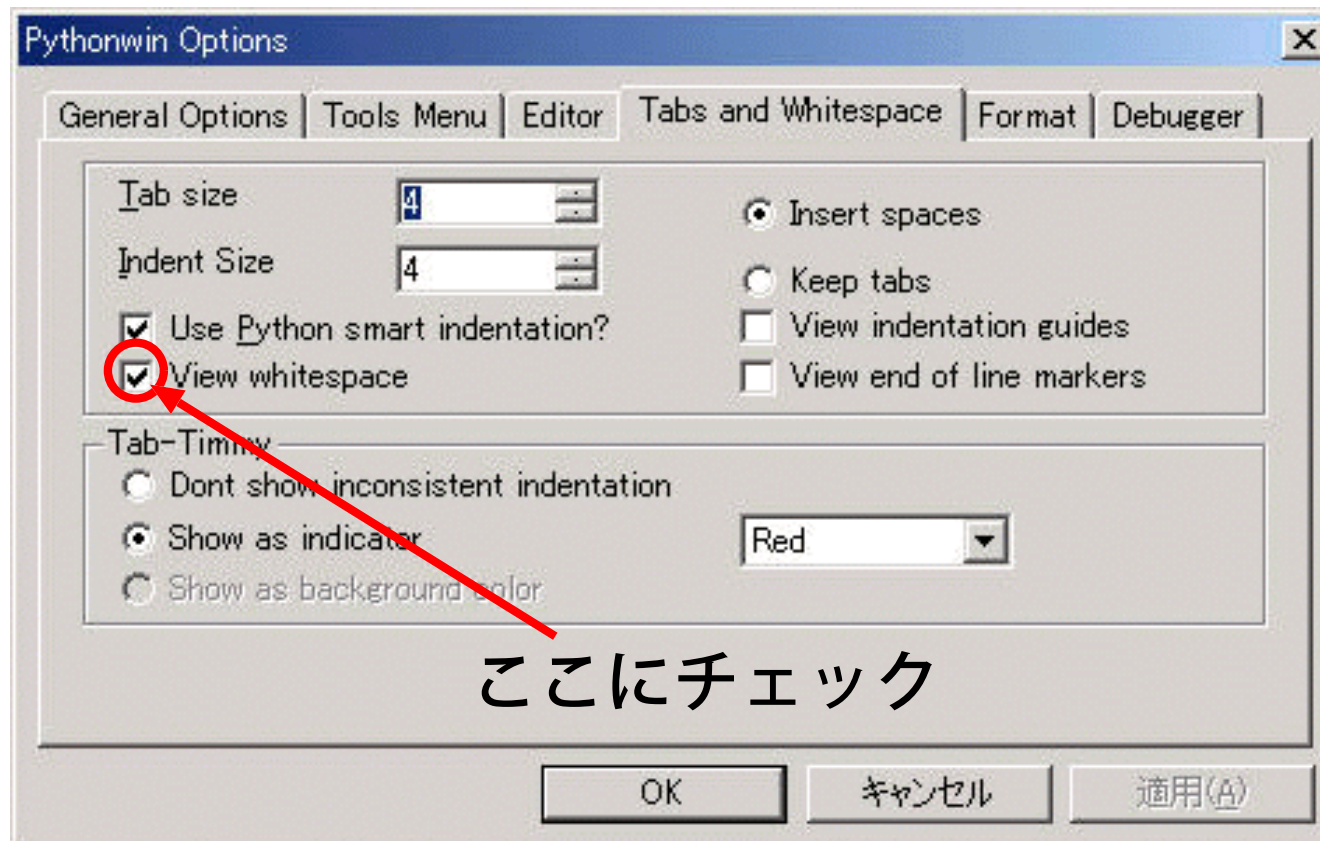 Pythonwin Options
General Options Tools Menu Editor Tabs and Whitespace Format Debugger
Tab size 4
Insert spaces
Indent Size 4
Keep tabs
Use Python smart indentation?
View indentation guides
View whitespace
View end of line markers
Tab-Timmy
Dont show inconsistent indentation
Show as indicator
Red
Show as background color
ここにチェック
OK キャンセル 適用(A)